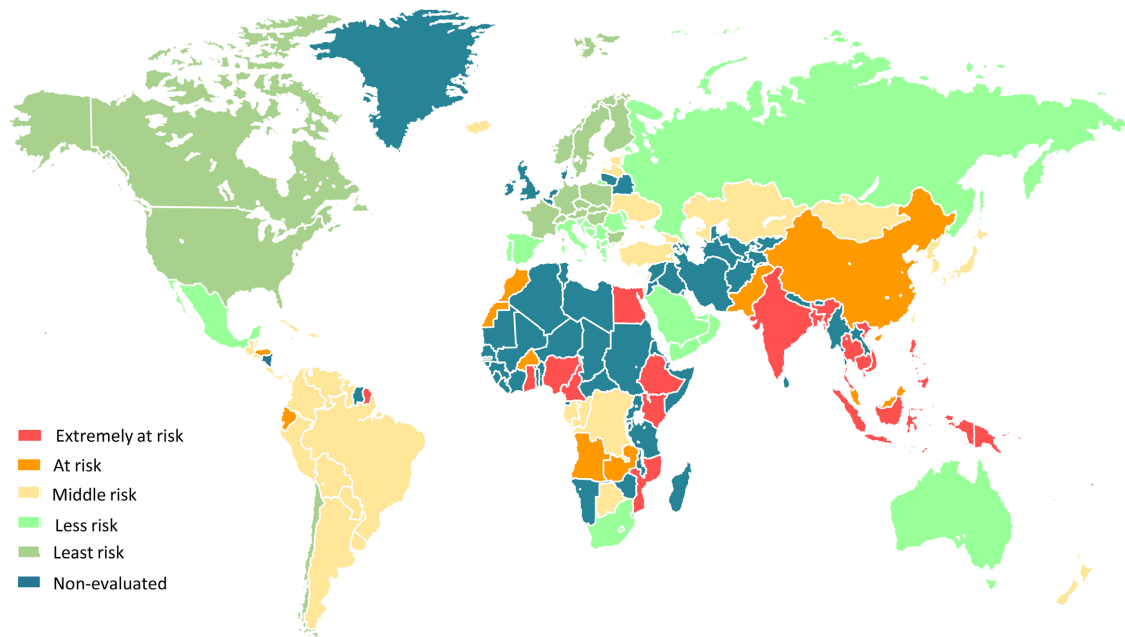 Extremely at risk
At risk
Middle risk
Less risk
Least risk
Non-evaluated